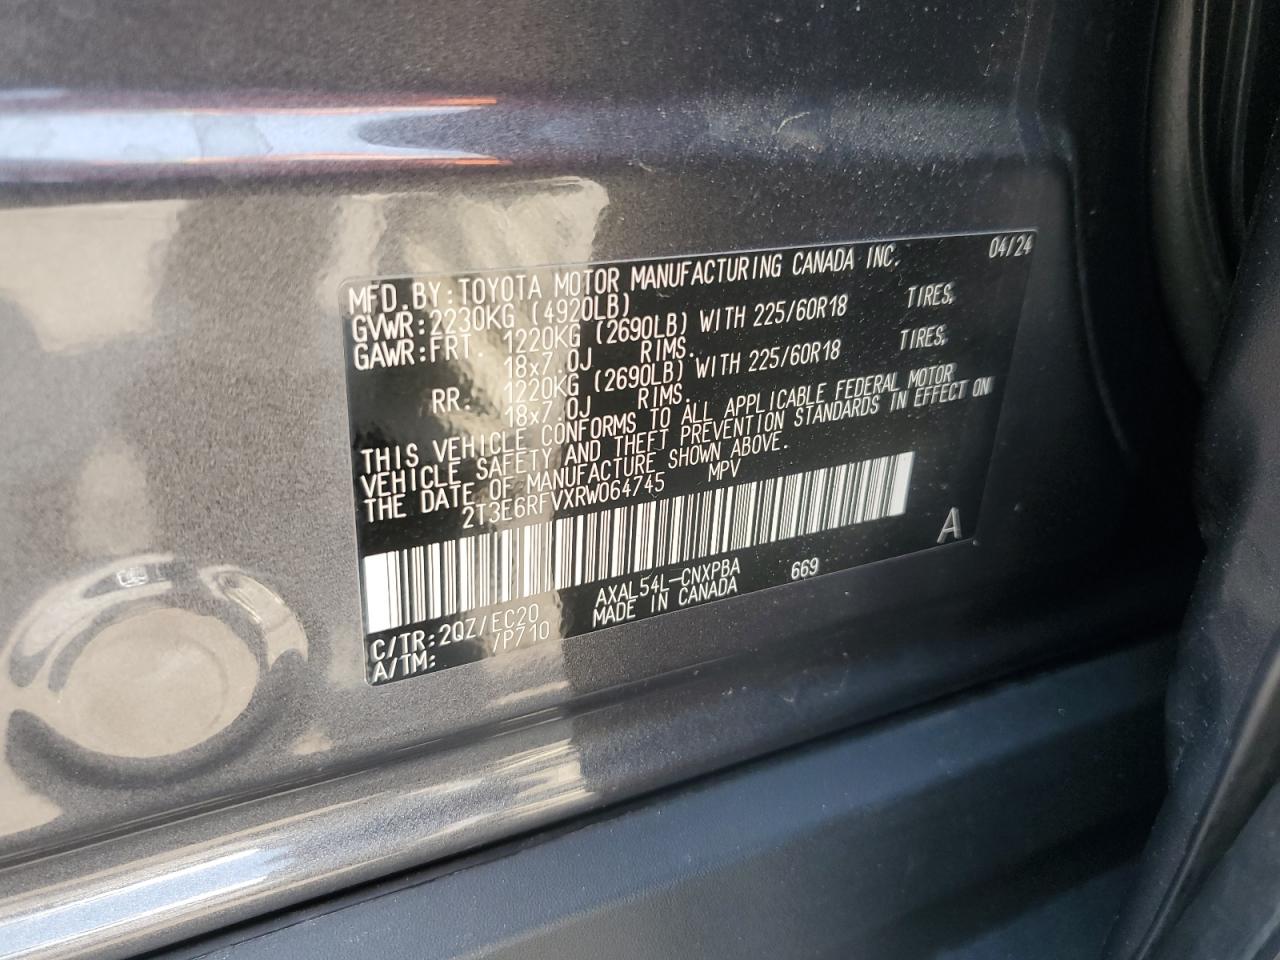 MFD.BY:TOYOTA MOTOR MANUFACTURING CANADA INC. 04/24
GVWR:2230KG (4920LB)
GAWR:FRT. 1220KG (2690LB) WITH 225/60R18 TIRES,
18x7.0J RIMS.
RR. 1220KG (2690LB) WITH 225/60R18 TIRES,
18x7.0J RIMS.
THIS VEHICLE CONFORMS TO ALL APPLICABLE FEDERAL MOTOR
VEHICLE SAFETY AND THEFT PREVENTION STANDARDS IN EFFECT ON
THE DATE OF MANUFACTURE SHOWN ABOVE.
2T3E6RFVXRW064745 MPV
A
C/TR:2QZ/EC20 AXAL54L-CNXPBA 669
A/TM: /P710 MADE IN CANADA